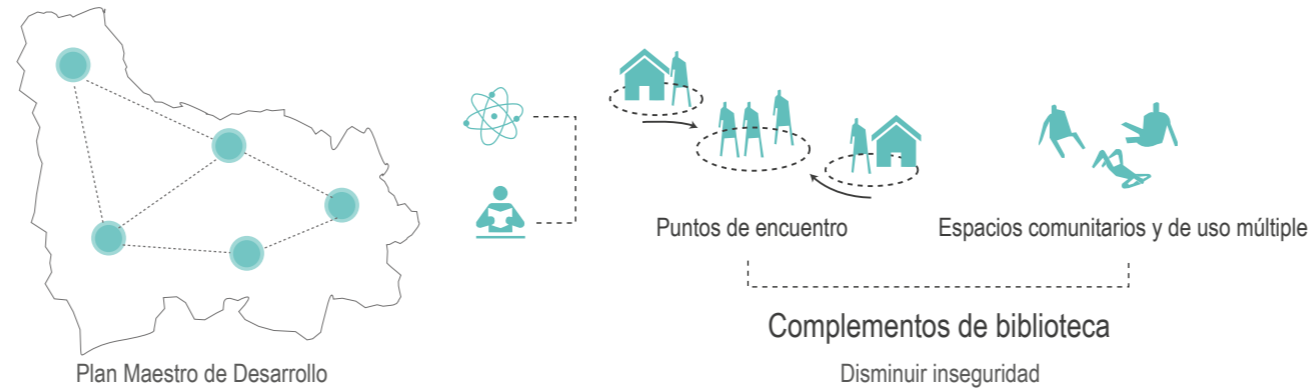 Puntos de encuentro
Espacios comunitarios y de uso múltiple
Complementos de biblioteca
Plan Maestro de Desarrollo
Disminuir inseguridad